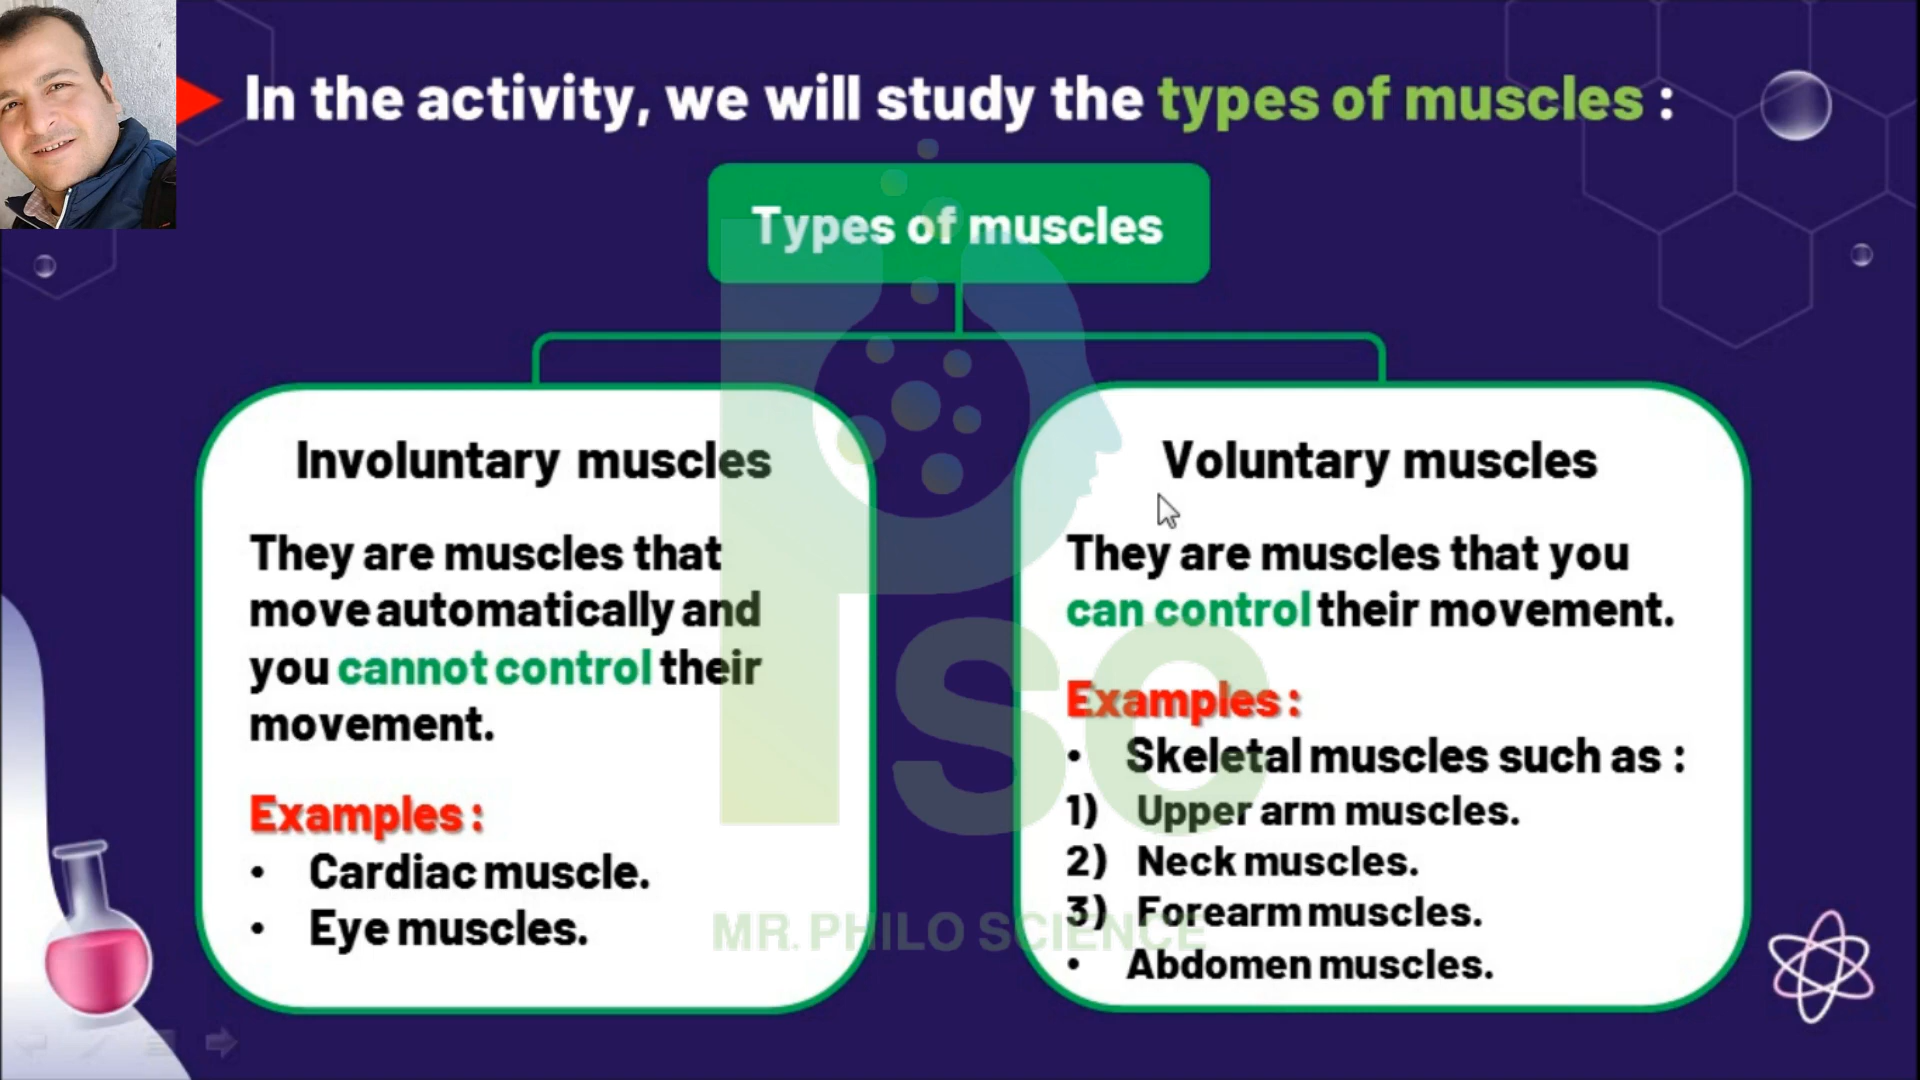 In the activity, we will study the types of muscles :
Types of muscles
Involuntary muscles
They are muscles that
move automatically and
you cannot control their
movement.
Examples :
• Cardiac muscle.
• Eye muscles.
Voluntary muscles
They are muscles that you
can control their movement.
Examples :
• Skeletal muscles such as :
1) Upper arm muscles.
2) Neck muscles.
3) Forearm muscles.
• Abdomen muscles.
Psc
MR. PHILO SCIENCE